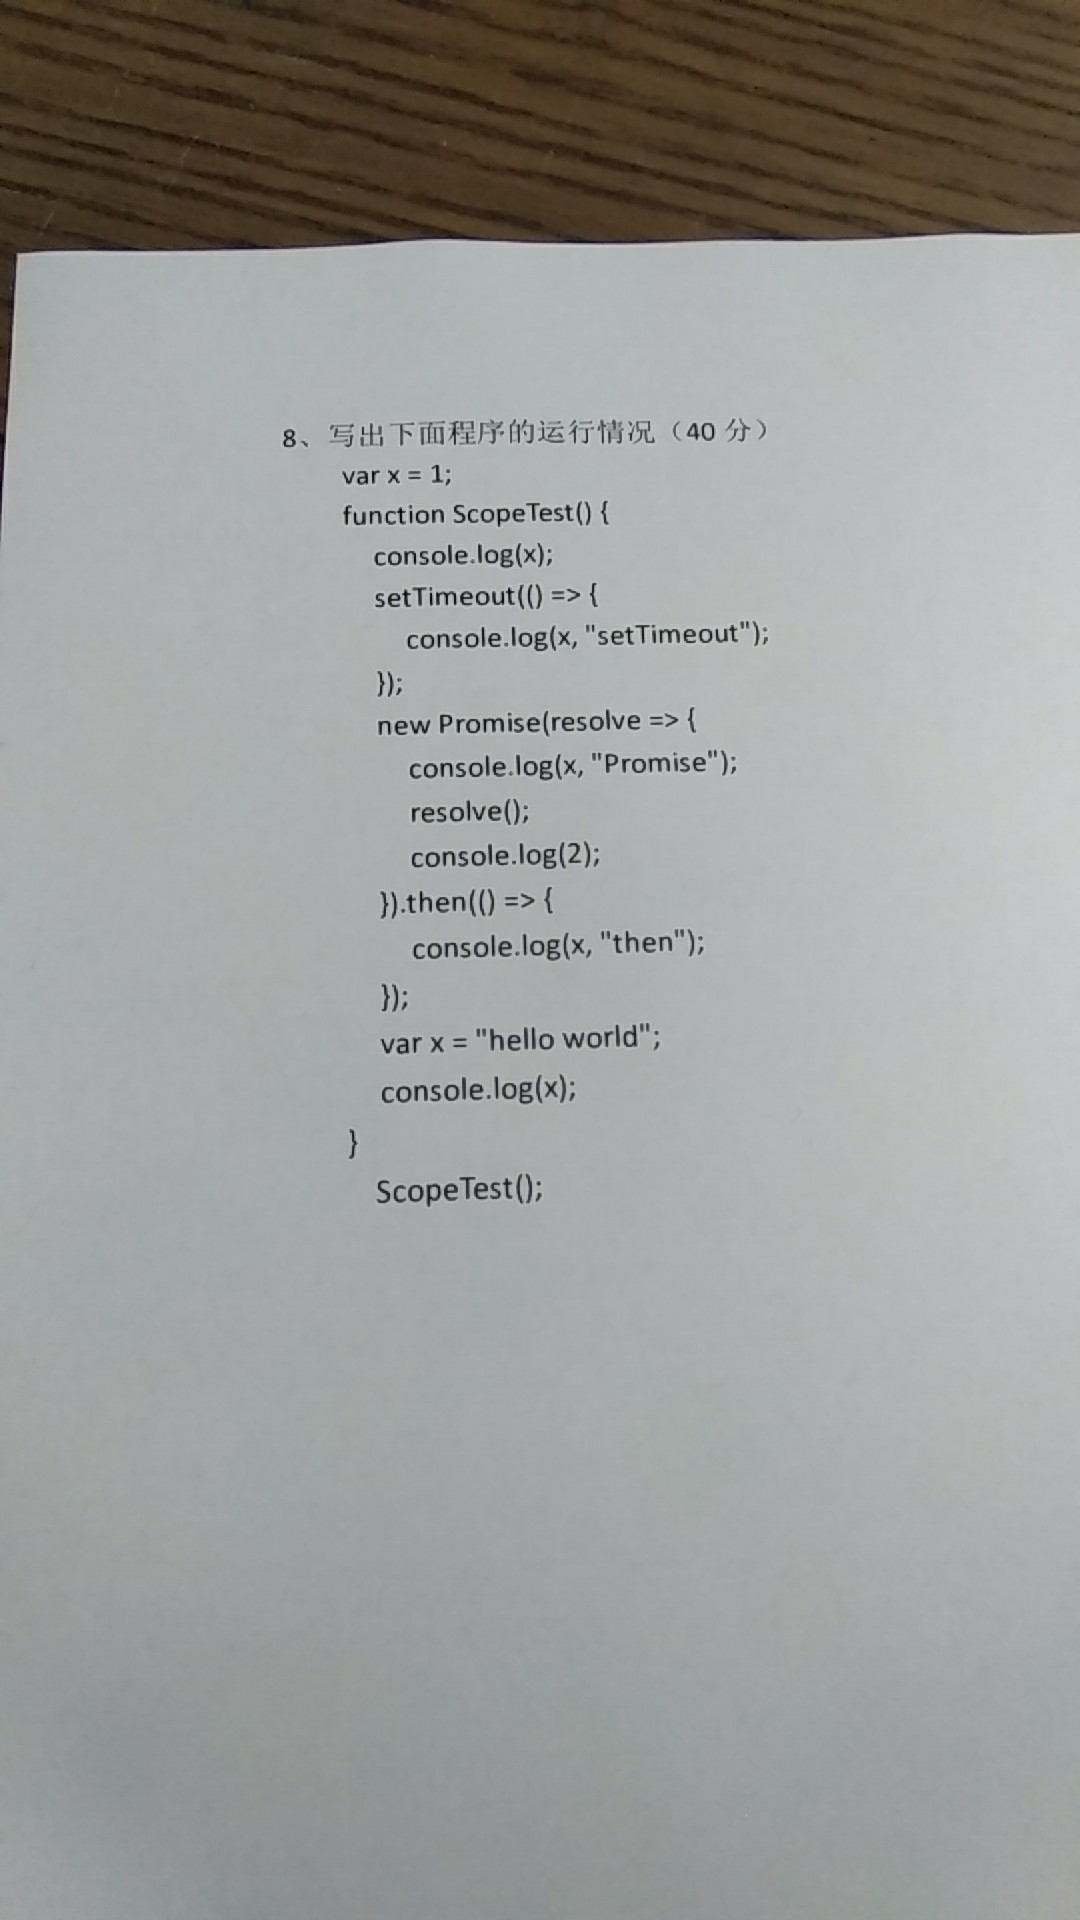 8、写出下面程序的运行情况（40 分）
var x = 1;
function ScopeTest() {
console.log(x);
setTimeout(() => {
console.log(x, "setTimeout");
});
new Promise(resolve => {
console.log(x, "Promise");
resolve();
console.log(2);
}).then(() => {
console.log(x, "then");
});
var x = "hello world";
console.log(x);
}
ScopeTest();